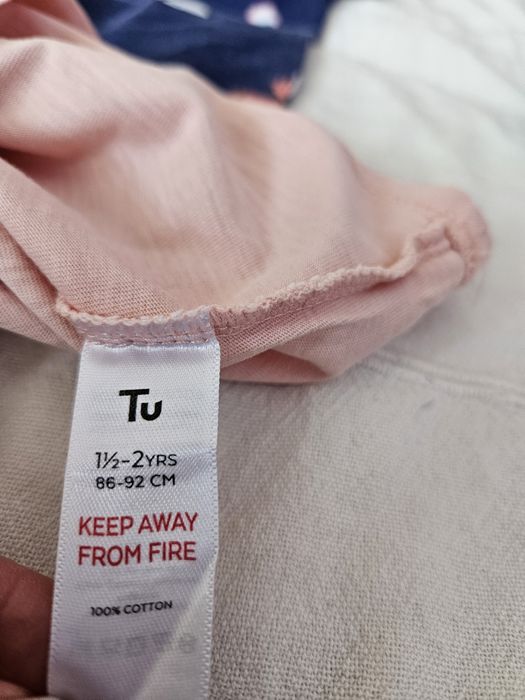 Tu
1½-2YRS
86-92 CM
KEEP AWAY
FROM FIRE
100% COTTON